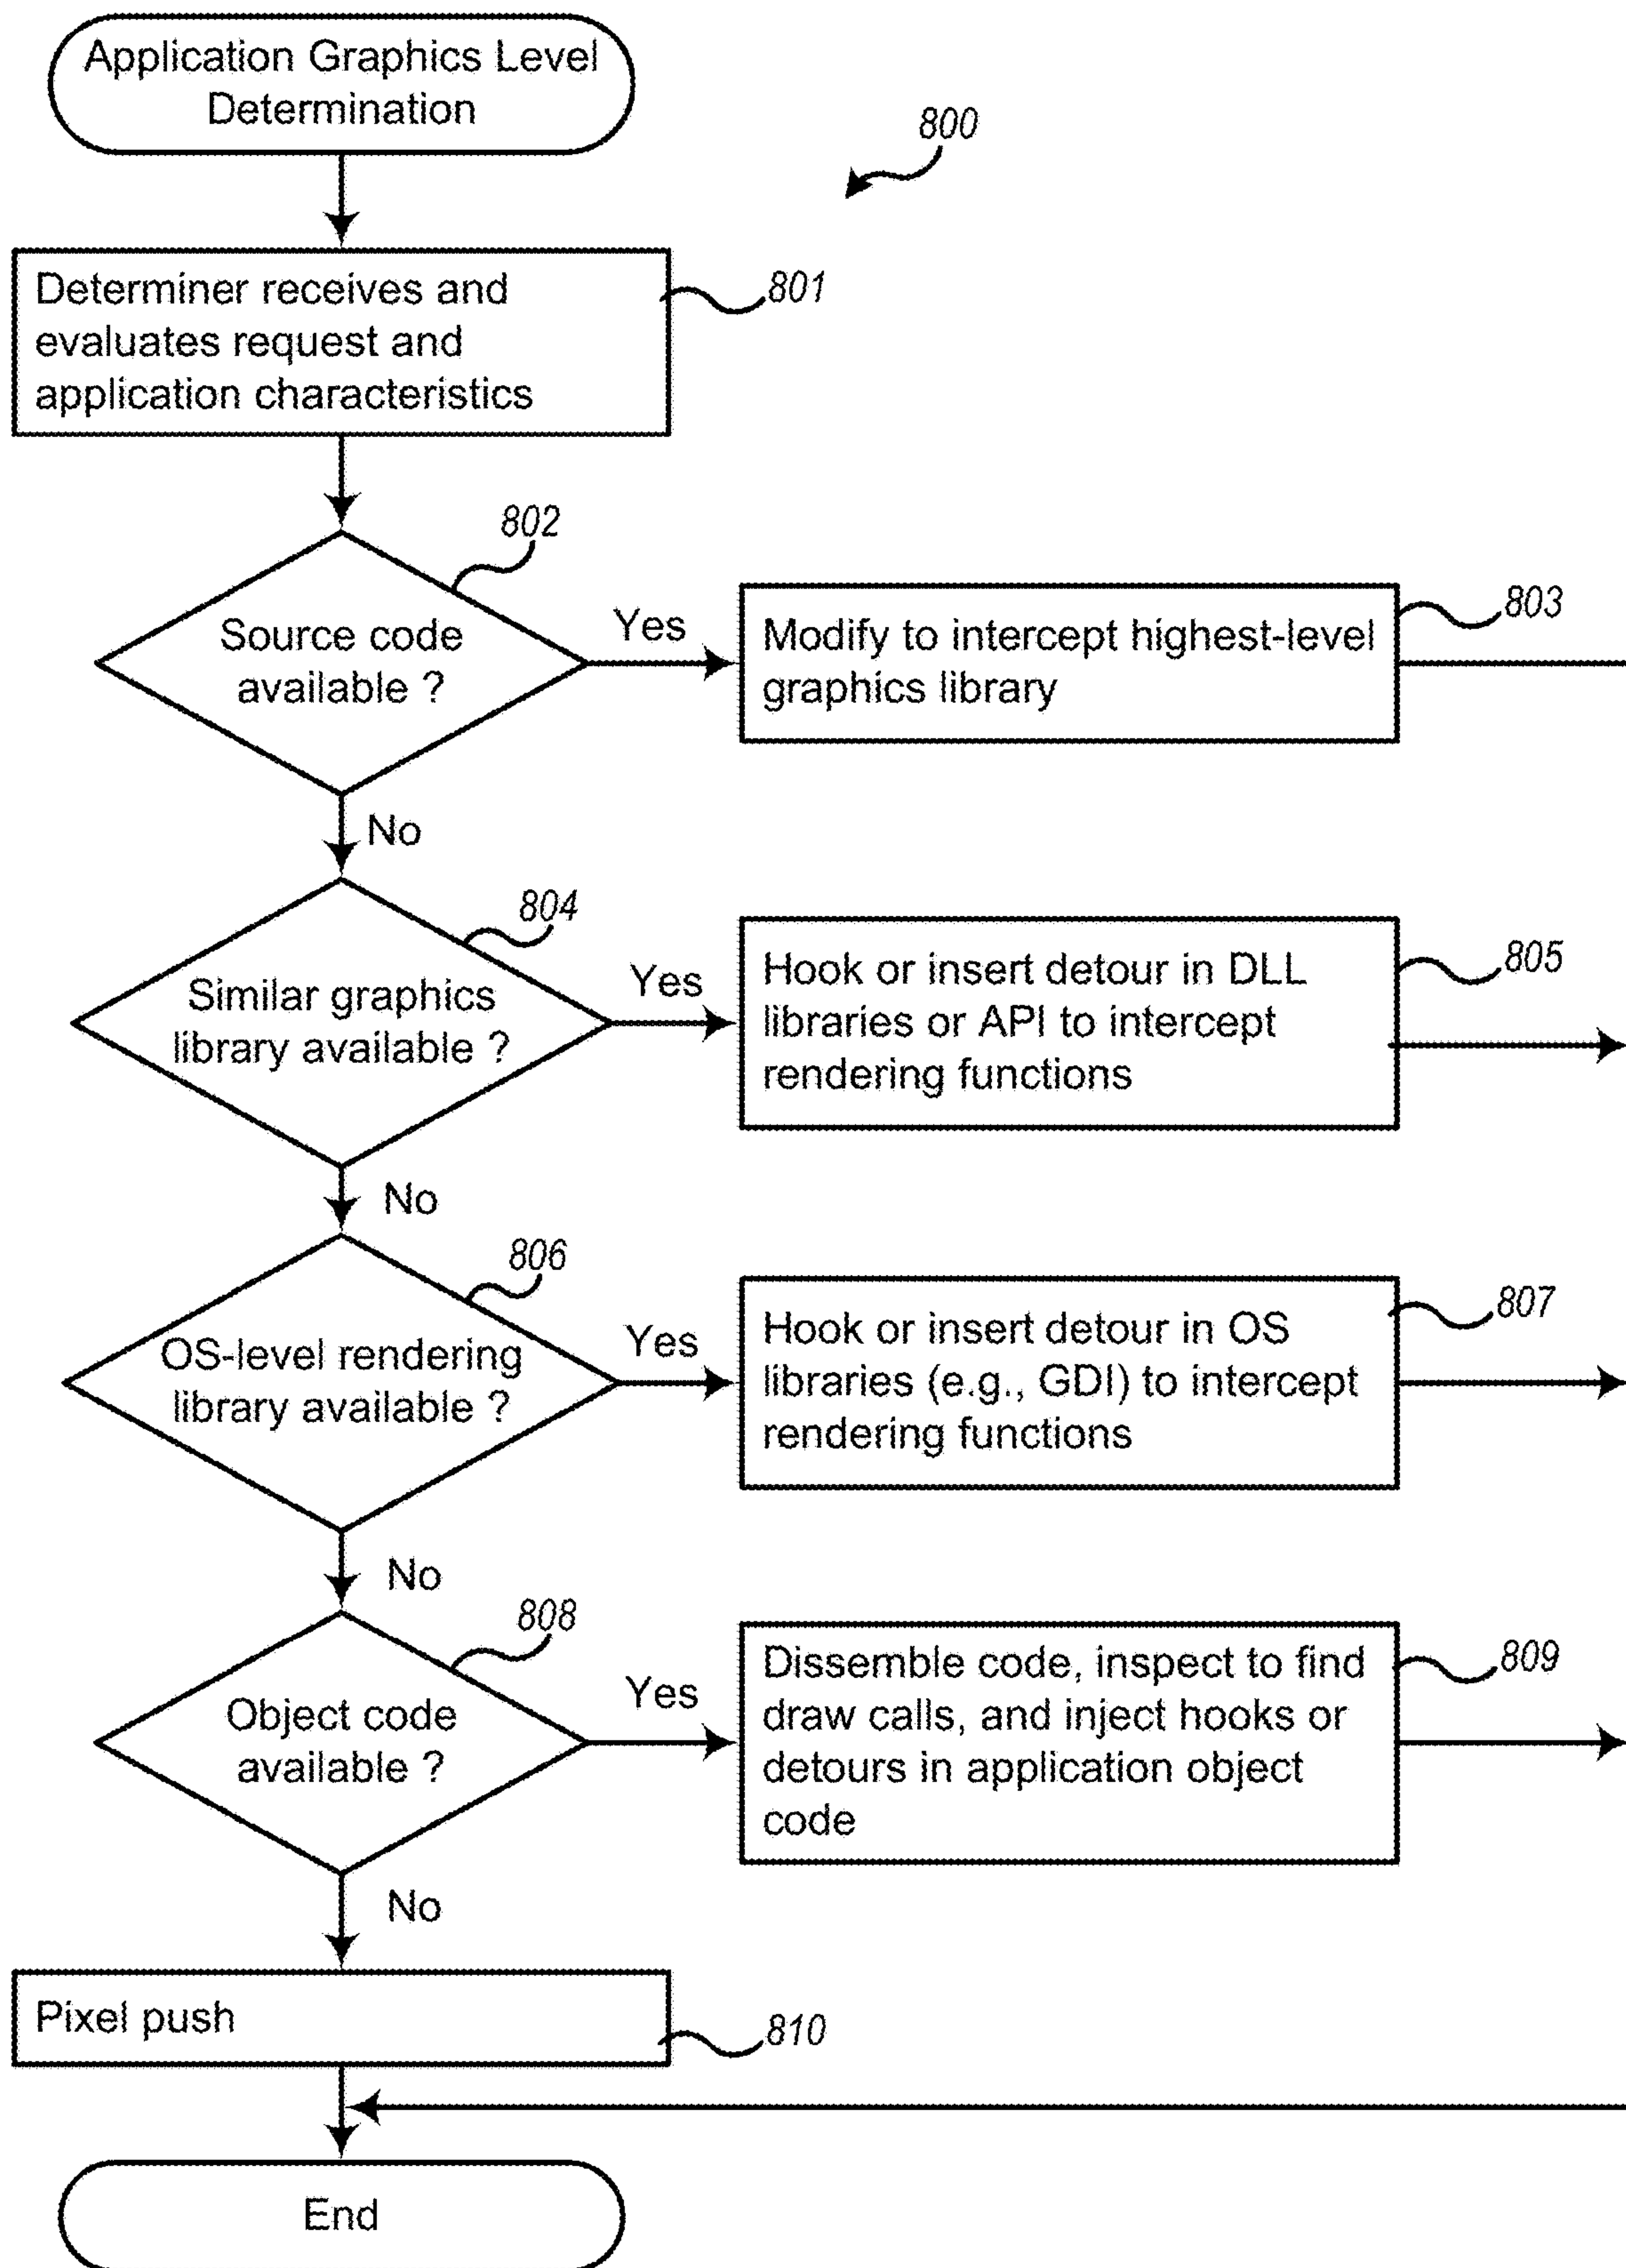 Application Graphics Level
Determination
800
Determiner receives and
evaluates request and
application characteristics
801
802
Source code
available ?
Yes
Modify to intercept highest-level
graphics library
803
No
804
Similar graphics
library available ?
Yes
Hook or insert detour in DLL
libraries or API to intercept
rendering functions
805
No
806
OS-level rendering
library available ?
Yes
Hook or insert detour in OS
libraries (e.g., GDI) to intercept
rendering functions
807
No
808
Object code
available ?
Yes
Dissemble code, inspect to find
draw calls, and inject hooks or
detours in application object
code
809
No
Pixel push
810
End